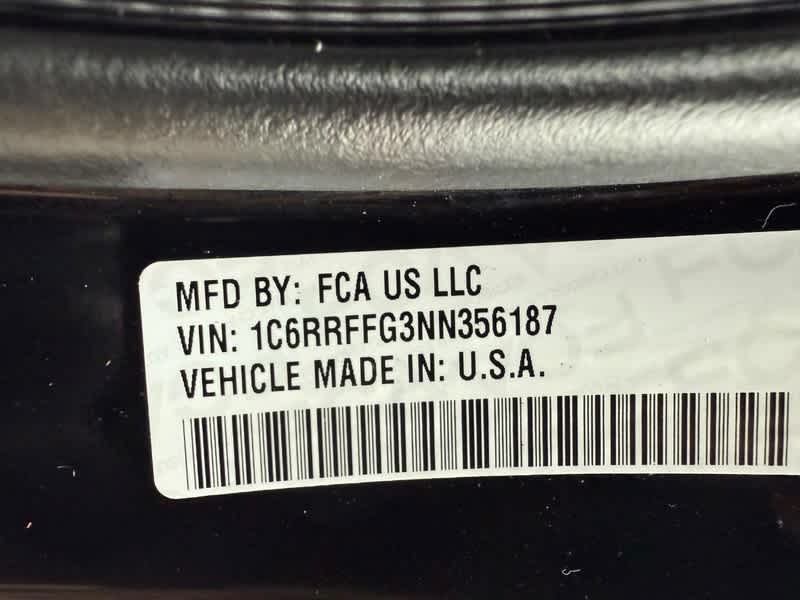 MFD BY: FCA US LLC
VIN: 1C6RRFFG3NN356187
VEHICLE MADE IN: U.S.A.